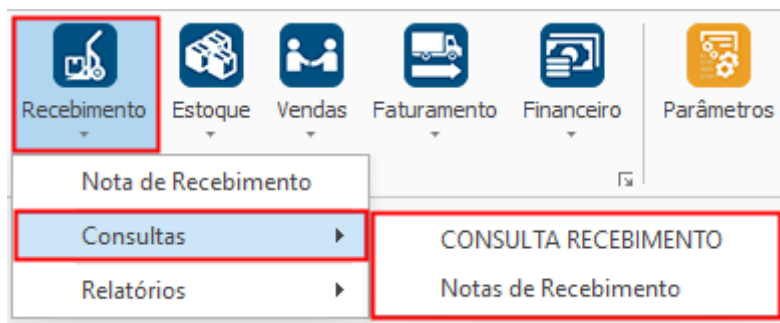 Recebimento Estoque Vendas Faturamento Financeiro Parâmetros
Nota de Recebimento
Consultas CONSULTA RECEBIMENTO
Relatórios Notas de Recebimento